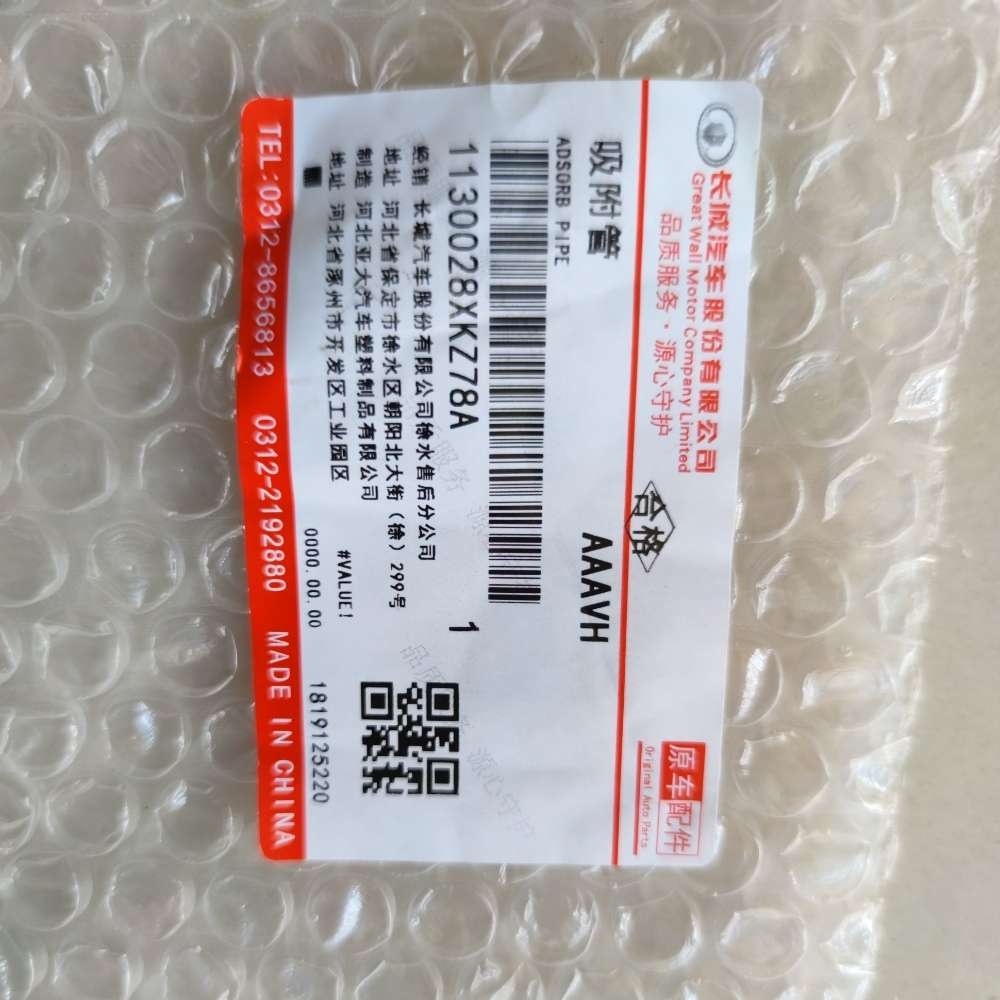 长城汽车股份有限公司
Great Wall Motor Company Limited
品质服务·源心守护
原车配件
Original Auto Parts
合格
吸附管
AAAVH
ADSORB PIPE
1130028XKZ78A
1
经销 长城汽车股份有限公司徐水售后分公司
地址 河北省保定市徐水区朝阳北大街（徐）299号
制造 河北亚大汽车塑料制品有限公司
地址 河北省涿州市开发区工业园区
#VALUE!
0000.00.00
1819125220
TEL:0312-8656813 0312-2192880 MADE IN CHINA